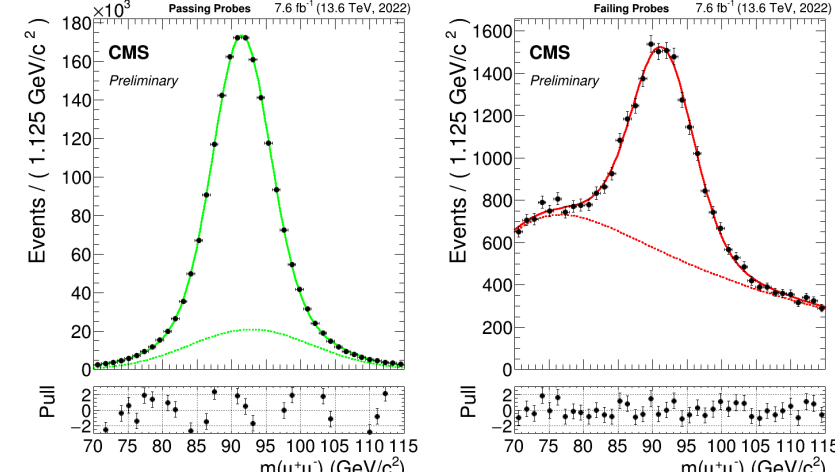 ×10³ Passing Probes 7.6 fb⁻¹ (13.6 TeV, 2022)
Events / ( 1.125 GeV/c² )
180
160
140
120
100
80
60
40
20
0
CMS
Preliminary
Pull
2
0
−2
70 75 80 85 90 95 100 105 110 115
m(μ⁺μ⁻) (GeV/c²)
Failing Probes 7.6 fb⁻¹ (13.6 TeV, 2022)
Events / ( 1.125 GeV/c² )
1600
1400
1200
1000
800
600
400
200
0
CMS
Preliminary
Pull
2
0
−2
70 75 80 85 90 95 100 105 110 115
m(μ⁺μ⁻) (GeV/c²)